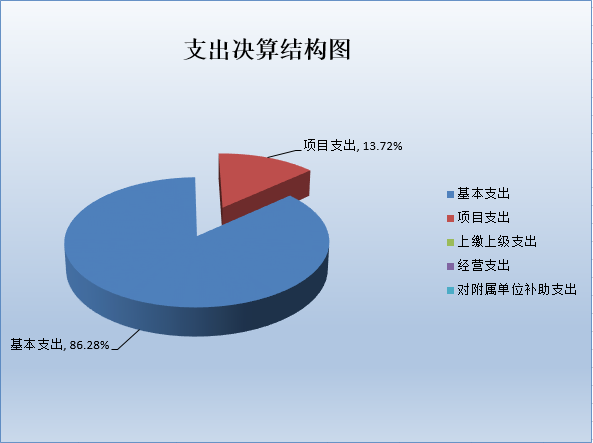 支出决算结构图
项目支出, 13.72%
基本支出
项目支出
上缴上级支出
经营支出
对附属单位补助支出
基本支出, 86.28%